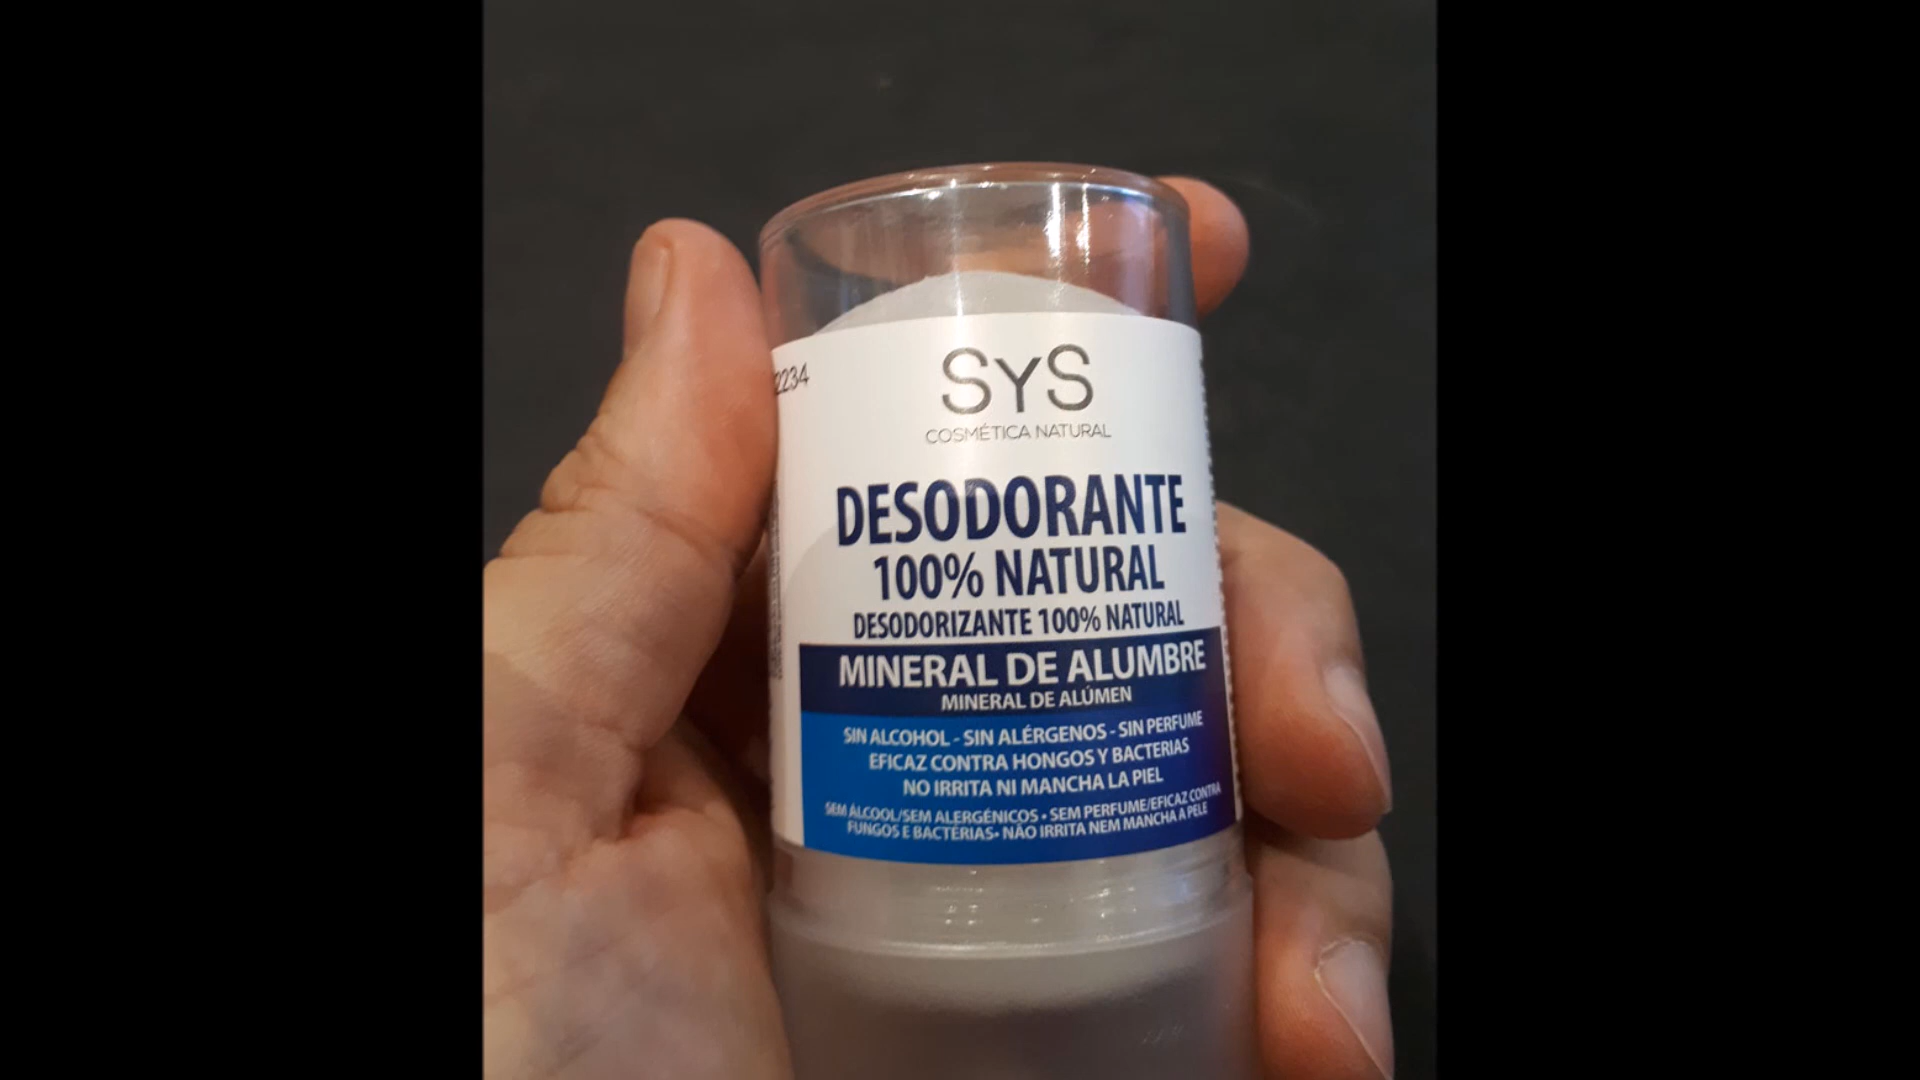 2234
SyS
COSMÉTICA NATURAL
DESODORANTE
100% NATURAL
DESODORIZANTE 100% NATURAL
MINERAL DE ALUMBRE
MINERAL DE ALÚMEN
SIN ALCOHOL - SIN ALÉRGENOS - SIN PERFUME
EFICAZ CONTRA HONGOS Y BACTERIAS
NO IRRITA NI MANCHA LA PIEL
SEM ÁLCOOL/SEM ALERGÉNICOS • SEM PERFUME/EFICAZ CONTRA
FUNGOS E BACTÉRIAS• NÃO IRRITA NEM MANCHA A PELE